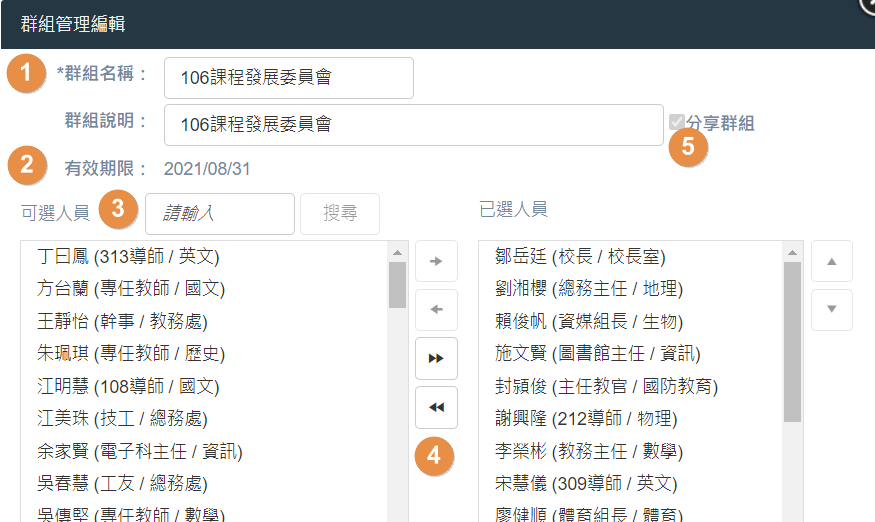 群組管理編輯
1 *群組名稱： 106課程發展委員會
群組說明： 106課程發展委員會 分享群組
5
2 有效期限： 2021/08/31
可選人員 3 請輸入 搜尋
丁曰鳳 (313導師 / 英文)
方台蘭 (專任教師 / 國文)
王靜怡 (幹事 / 教務處)
朱珮琪 (專任教師 / 歷史)
江明慧 (108導師 / 國文)
江美珠 (技工 / 總務處)
余家賢 (電子科主任 / 資訊)
吳春慧 (工友 / 總務處)
吳傳堅 (專任教師 / 數學)
4
已選人員
鄒岳廷 (校長 / 校長室)
劉湘櫻 (總務主任 / 地理)
賴俊帆 (資媒組長 / 生物)
施文賢 (圖書館主任 / 資訊)
封潁俊 (主任教官 / 國防教育)
謝興隆 (212導師 / 物理)
李榮彬 (教務主任 / 數學)
宋慧儀 (309導師 / 英文)
廖健順 (體育組長 / 體育)